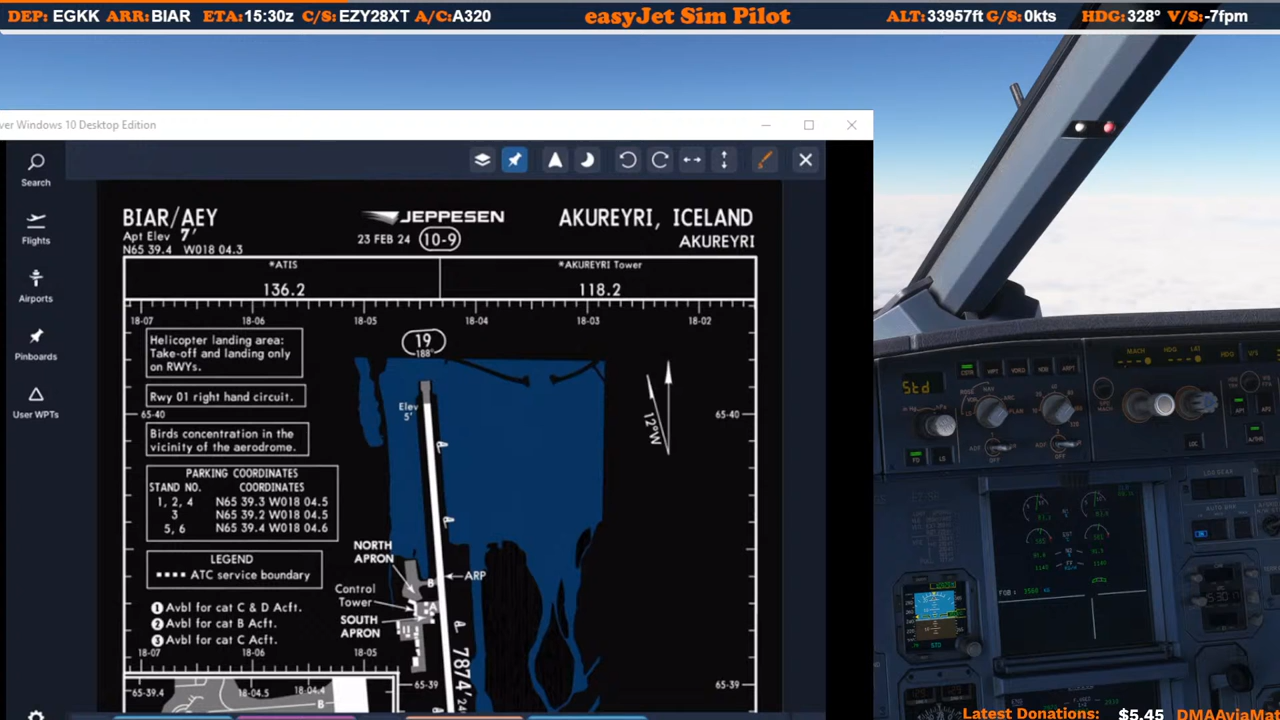 DEP: EGKK ARR: BIAR ETA: 15:30z C/S: EZY28XT A/C: A320
easyJet Sim Pilot
ALT: 33957ft G/S: 0kts HDG: 328° V/S: -7fpm
ver Windows 10 Desktop Edition
Search
Flights
Airports
Pinboards
User WPTs
BIAR/AEY
Apt Elev 7'
N65 39.4 W018 04.3
JEPPESEN
23 FEB 24 10-9
AKUREYRI, ICELAND
AKUREYRI
*ATIS
136.2
*AKUREYRI Tower
118.2
18-07 18-06 18-05 18-04 18-03 18-02
Helicopter landing area:
Take-off and landing only
on RWYs.
Rwy 01 right hand circuit.
Birds concentration in the
vicinity of the aerodrome.
PARKING COORDINATES
STAND NO. COORDINATES
1, 2, 4 N65 39.3 W018 04.5
3 N65 39.2 W018 04.5
5, 6 N65 39.4 W018 04.6
LEGEND
ATC service boundary
1 Avbl for cat C & D Acft.
2 Avbl for cat B Acft.
3 Avbl for cat C Acft.
18-07 18-06 18-05
65-39.4 18-04.5 18-04.4
B
19
188°
Elev
5'
12°W
65-40 65-40
NORTH
APRON
B
ARP
Control
Tower
A
SOUTH
APRON
7874'
65-39 65-39
Std
MACH HDG LAT
LOC
FOB: 3560
STD
Latest Donations: $5.45 DMAAviaMat